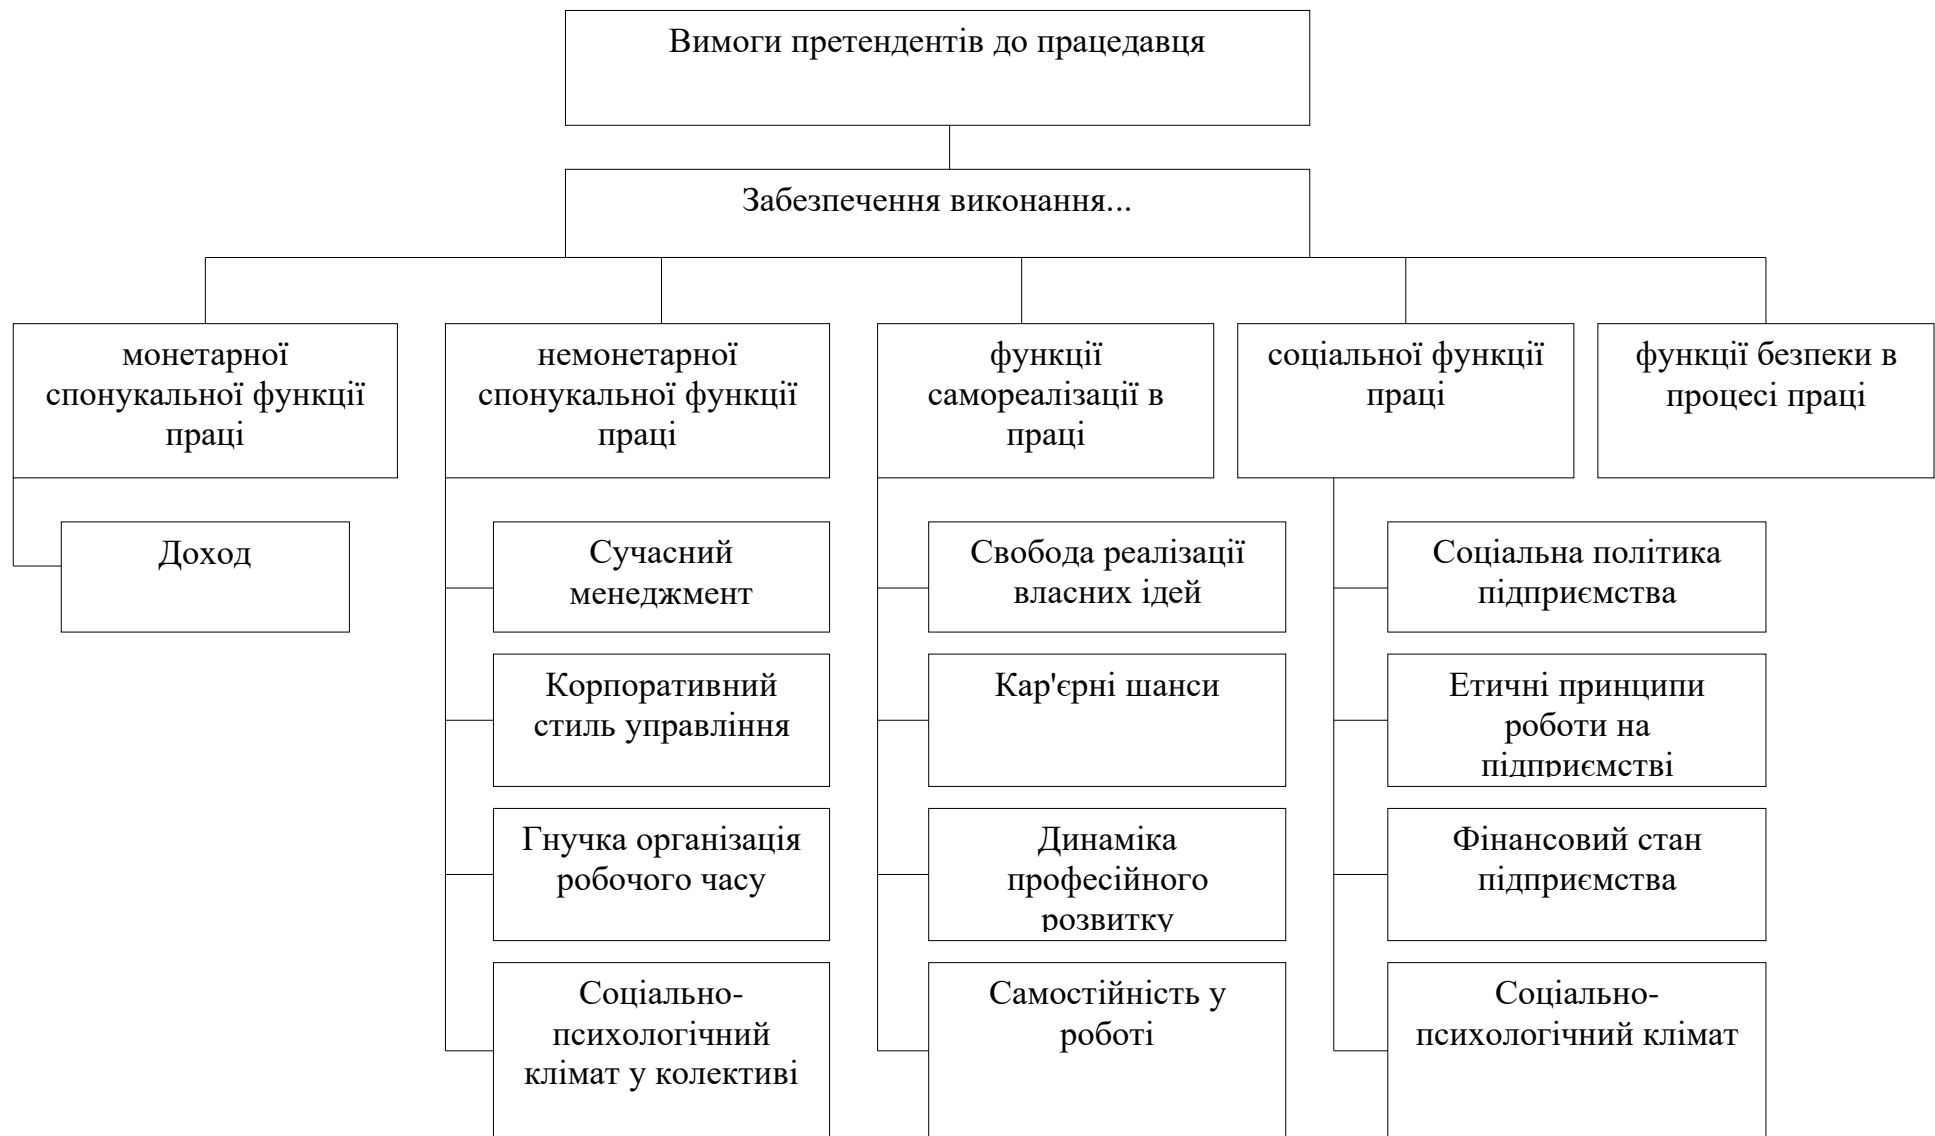 Вимоги претендентів до працедавця
Забезпечення виконання...
монетарної
спонукальної функції
праці
немонетарної
спонукальної функції
праці
функції
самореалізації в
праці
соціальної функції
праці
функції безпеки в
процесі праці
Доход
Сучасний
менеджмент
Корпоративний
стиль управління
Гнучка організація
робочого часу
Соціально-
психологічний
клімат у колективі
Свобода реалізації
власних ідей
Кар'єрні шанси
Динаміка
професійного
розвитку
Самостійність у
роботі
Соціальна політика
підприємства
Етичні принципи
роботи на
підприємстві
Фінансовий стан
підприємства
Соціально-
психологічний клімат